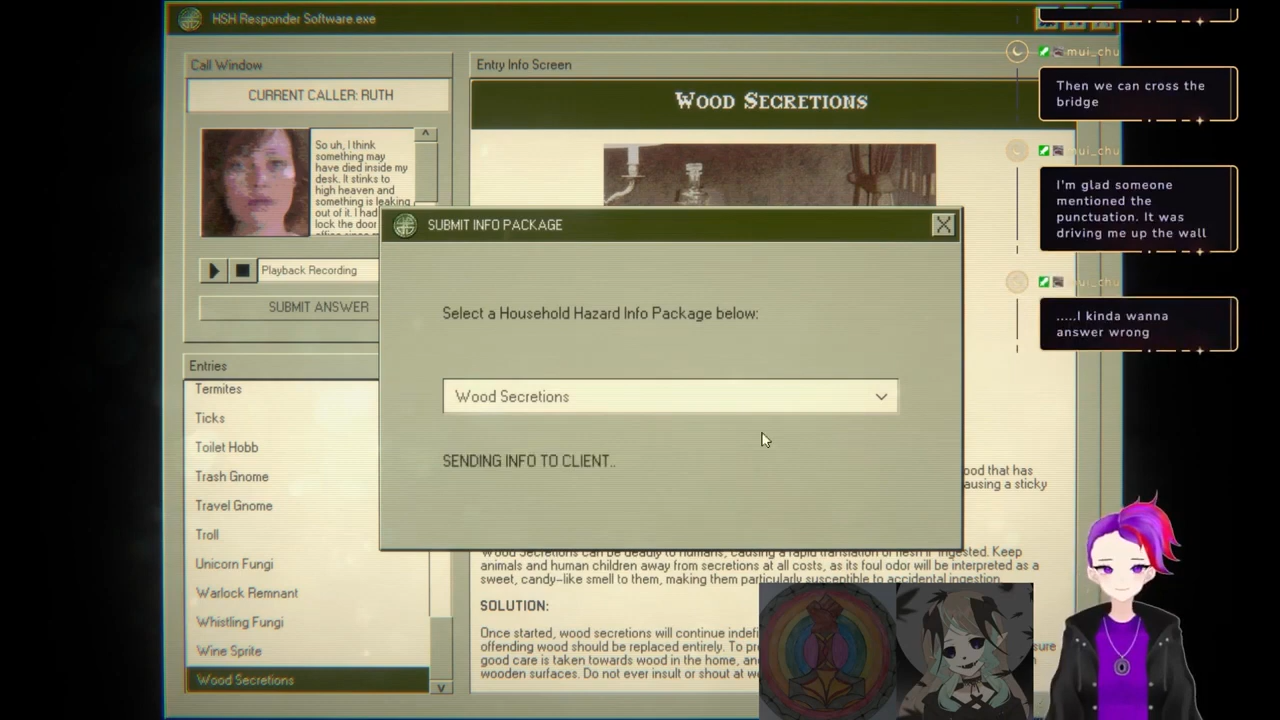 HSH Responder Software.exe
Call Window
CURRENT CALLER: RUTH
So uh, I think
something may
have died inside my
desk. It stinks to
high heaven and
something is leaking
out of it. I had
lock the door
Playback Recording
SUBMIT ANSWER
Entries
Termites
Ticks
Toilet Hobb
Trash Gnome
Travel Gnome
Troll
Unicorn Fungi
Warlock Remnant
Whistling Fungi
Wine Sprite
Wood Secretions
Entry Info Screen
Wood Secretions
SUBMIT INFO PACKAGE
Select a Household Hazard Info Package below:
Wood Secretions
SENDING INFO TO CLIENT..
ood that has
ausing a sticky
Wood Secretions can be deadly to humans, causing a rapid translation of flesh if ingested. Keep
animals and human children away from secretions at all costs, as its foul odor will be interpreted as a
sweet, candy-like smell to them, making them particularly susceptible to accidental ingestion.
SOLUTION:
Once started, wood secretions will continue indefi
offending wood should be replaced entirely. To pr
good care is taken towards wood in the home, an
wooden surfaces. Do not ever insult or shout at w
sure
mui_chu
Then we can cross the
bridge
mui_chu
I'm glad someone
mentioned the
punctuation. It was
driving me up the wall
mui_chu
.....I kinda wanna
answer wrong